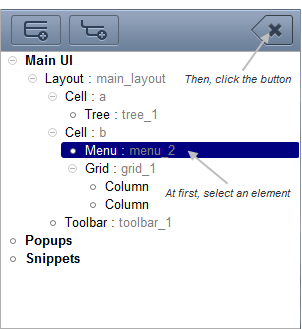 Main UI
Then, click the button
Layout : main_layout
Cell : a
Tree : tree_1
Cell : b
Menu : menu_2
Grid : grid_1
At first, select an element
Column
Column
Toolbar : toolbar_1
Popups
Snippets